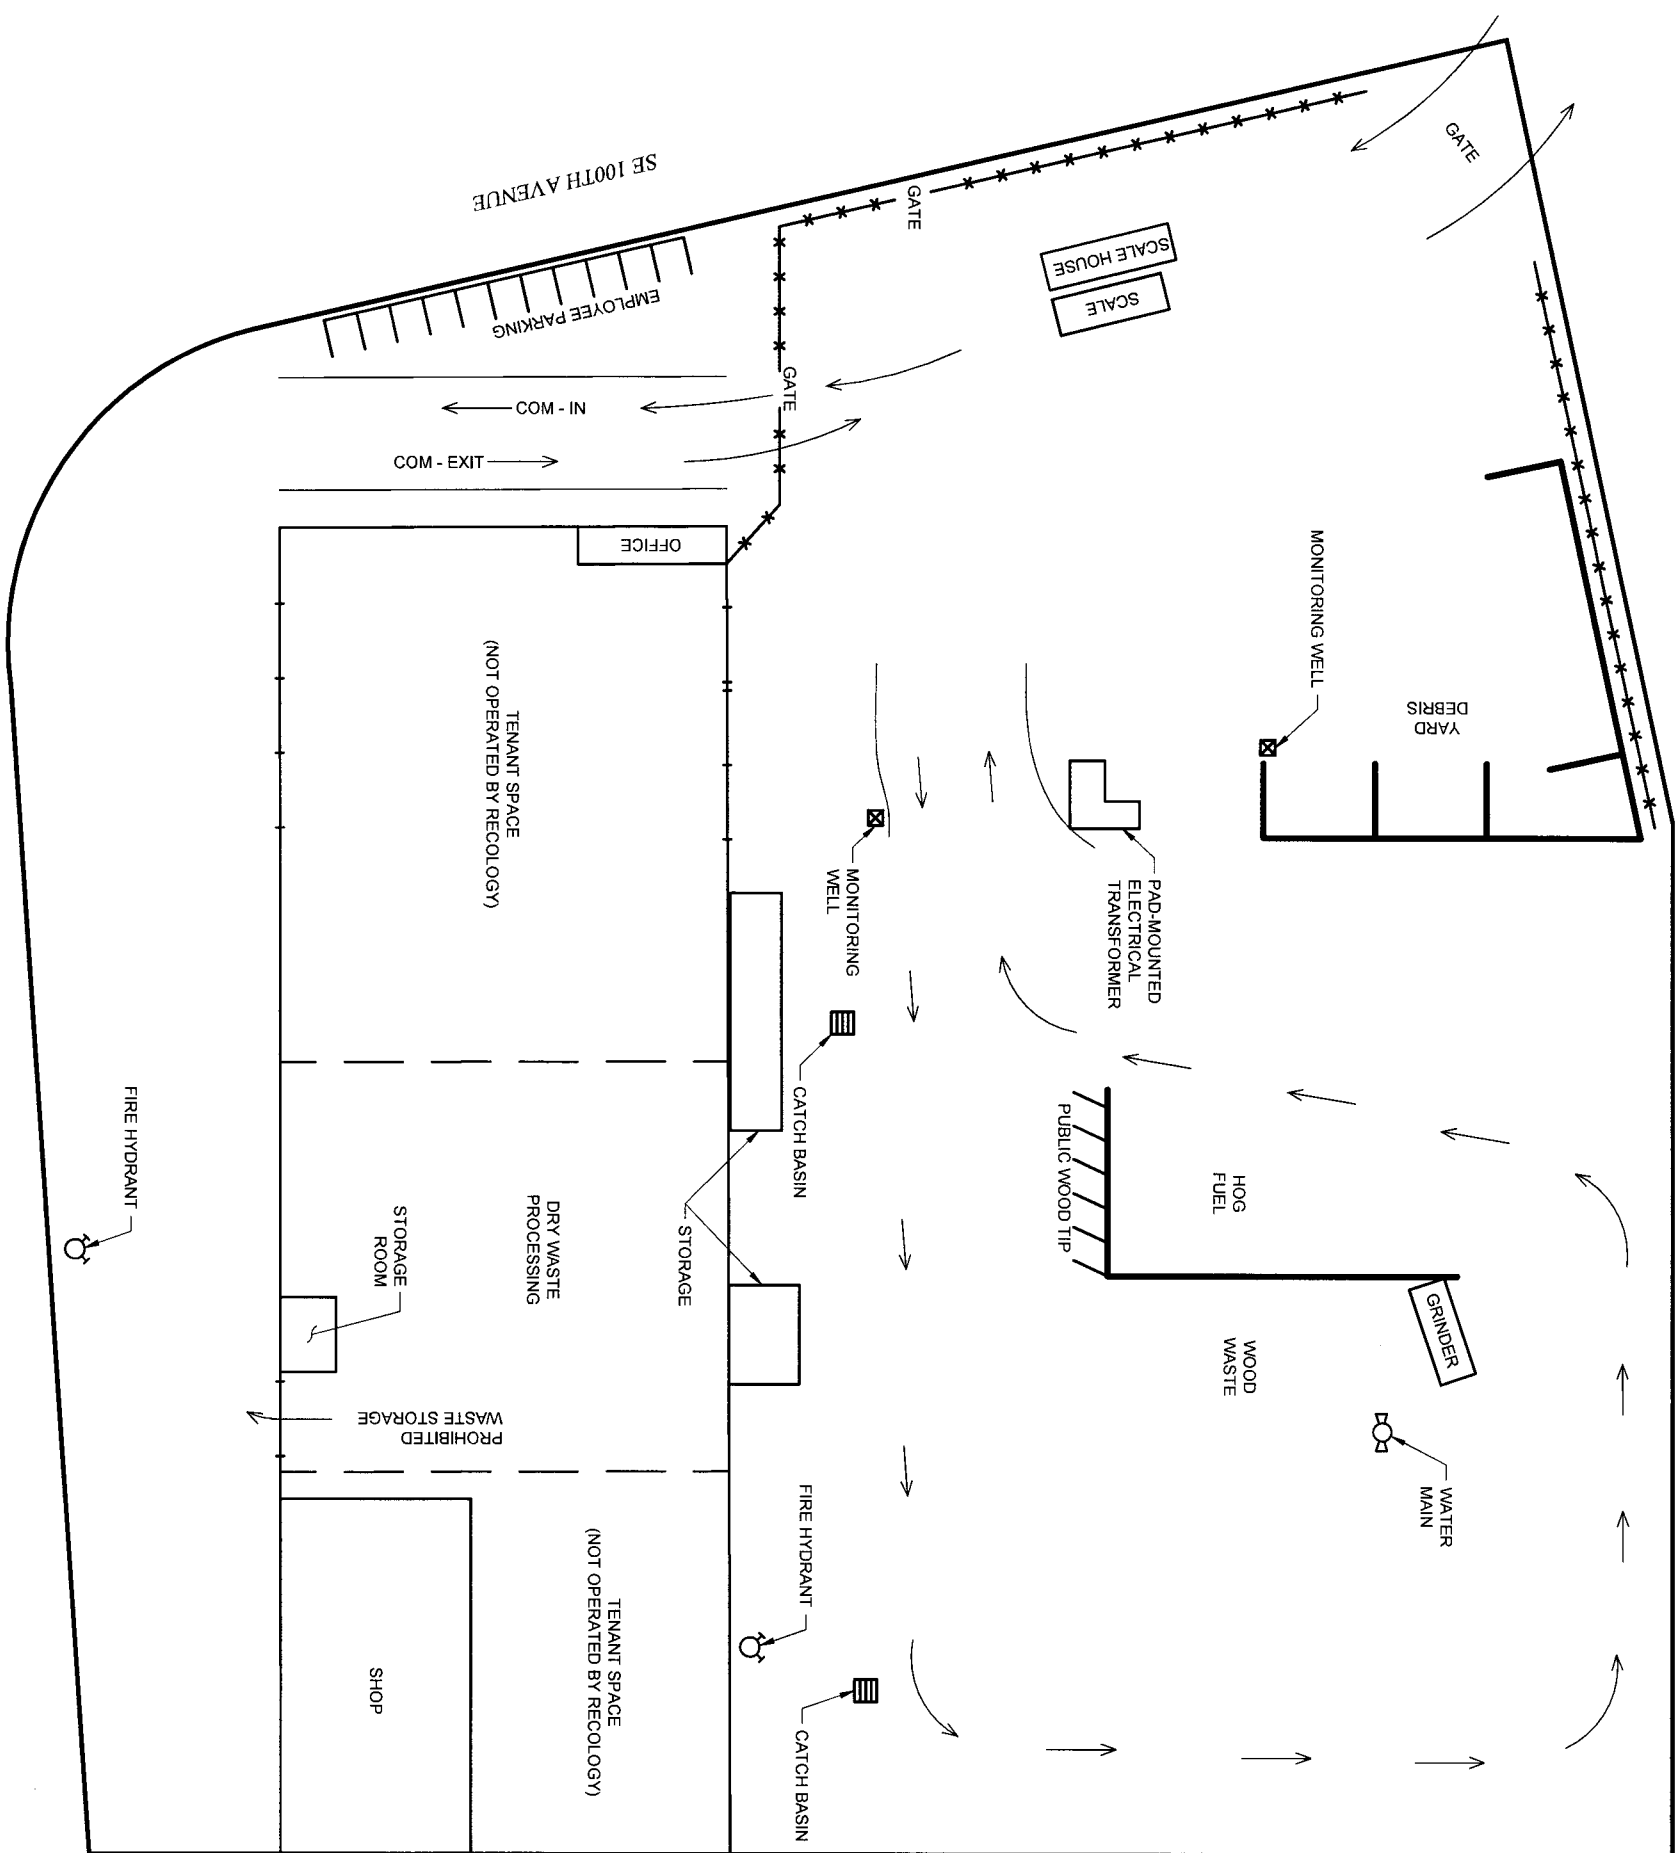 SE 100TH AVENUE
GATE
GATE
SCALE HOUSE
SCALE
EMPLOYEE PARKING
GATE
COM - IN
COM - EXIT
OFFICE
MONITORING WELL
YARD
DEBRIS
TENANT SPACE
(NOT OPERATED BY RECOLOGY)
MONITORING
WELL
PAD-MOUNTED
ELECTRICAL
TRANSFORMER
CATCH BASIN
FIRE HYDRANT
PUBLIC WOOD TIP
HOG
FUEL
STORAGE
ROOM
DRY WASTE
PROCESSING
STORAGE
GRINDER
WOOD
WASTE
PROHIBITED
WASTE STORAGE
WATER
MAIN
FIRE HYDRANT
TENANT SPACE
(NOT OPERATED BY RECOLOGY)
SHOP
CATCH BASIN